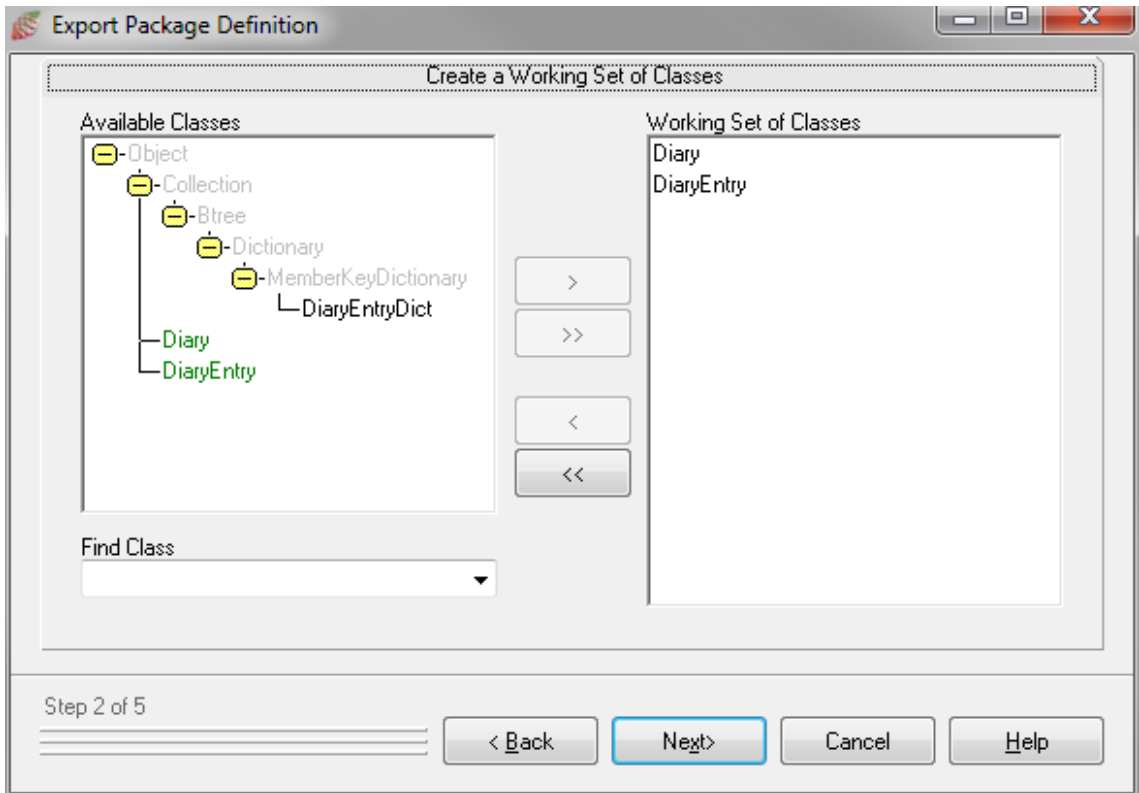 Export Package Definition
Create a Working Set of Classes
Available Classes
Object
Collection
Btree
Dictionary
MemberKeyDictionary
DiaryEntryDict
Diary
DiaryEntry
Find Class
>
>>
<
<<
Working Set of Classes
Diary
DiaryEntry
Step 2 of 5
< Back
Next>
Cancel
Help